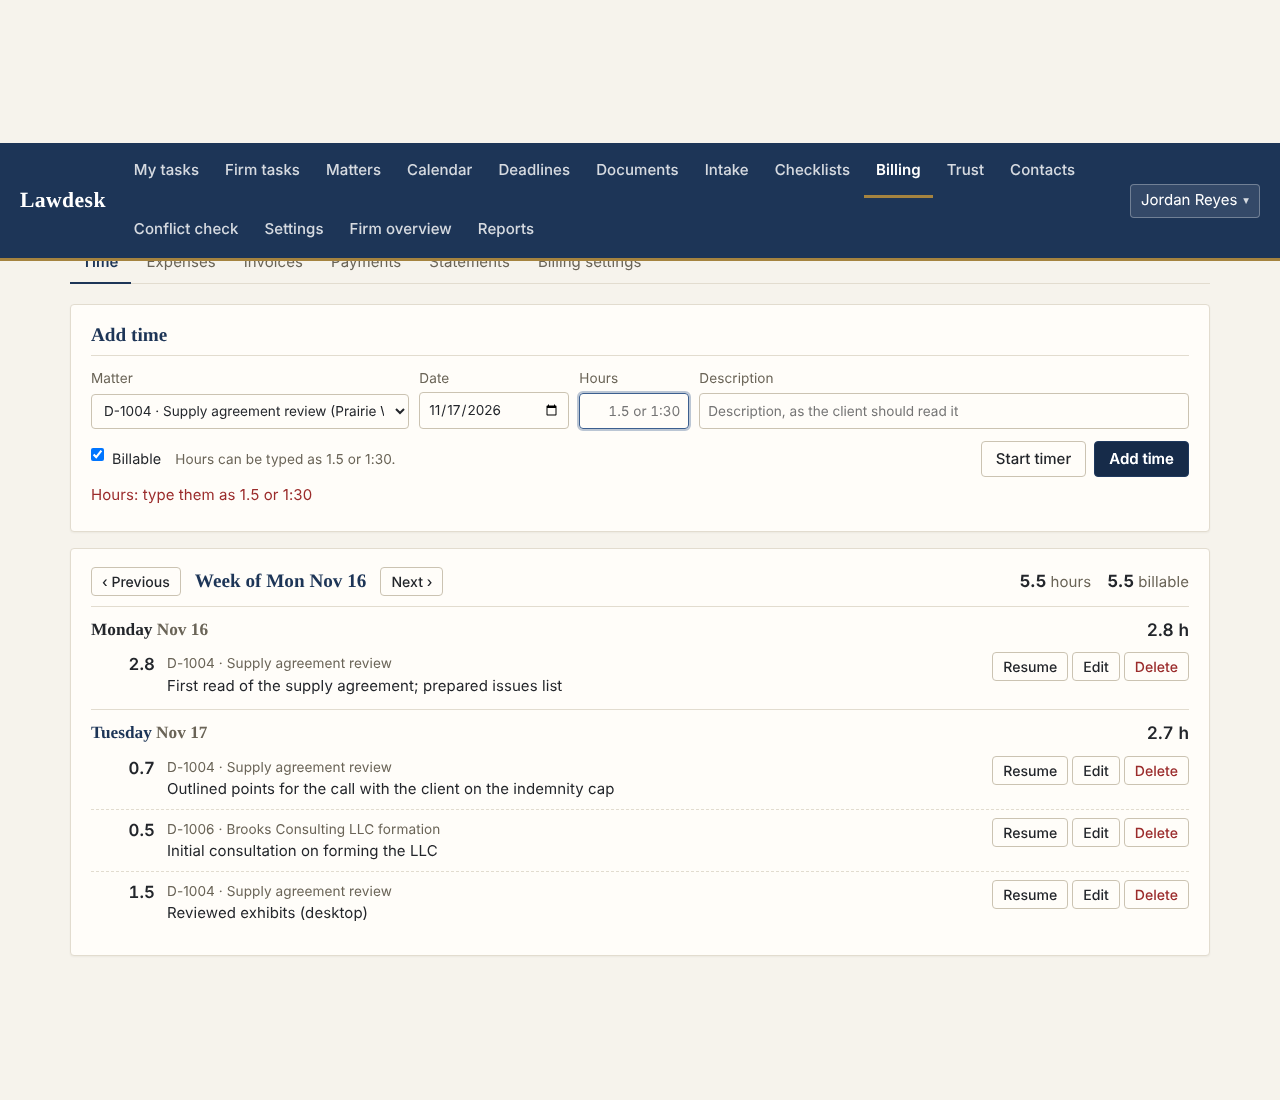 Lawdesk
My tasks Firm tasks Matters Calendar Deadlines Documents Intake Checklists Billing Trust Contacts
Conflict check Settings Firm overview Reports
Jordan Reyes ▾
Time Expenses Invoices Payments Statements Billing settings
Add time
Matter Date Hours Description
D-1004 · Supply agreement review (Prairie 11/17/2026 1.5 or 1:30 Description, as the client should read it
Billable Hours can be typed as 1.5 or 1:30. Start timer Add time
Hours: type them as 1.5 or 1:30
‹ Previous Week of Mon Nov 16 Next › 5.5 hours 5.5 billable
Monday Nov 16 2.8 h
2.8 D-1004 · Supply agreement review Resume Edit Delete
First read of the supply agreement; prepared issues list
Tuesday Nov 17 2.7 h
0.7 D-1004 · Supply agreement review Resume Edit Delete
Outlined points for the call with the client on the indemnity cap
0.5 D-1006 · Brooks Consulting LLC formation Resume Edit Delete
Initial consultation on forming the LLC
1.5 D-1004 · Supply agreement review Resume Edit Delete
Reviewed exhibits (desktop)